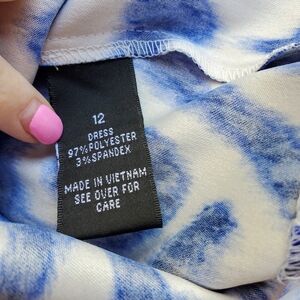 12
DRESS
97%POLYESTER
3%SPANDEX
MADE IN VIETNAM
SEE OVER FOR
CARE